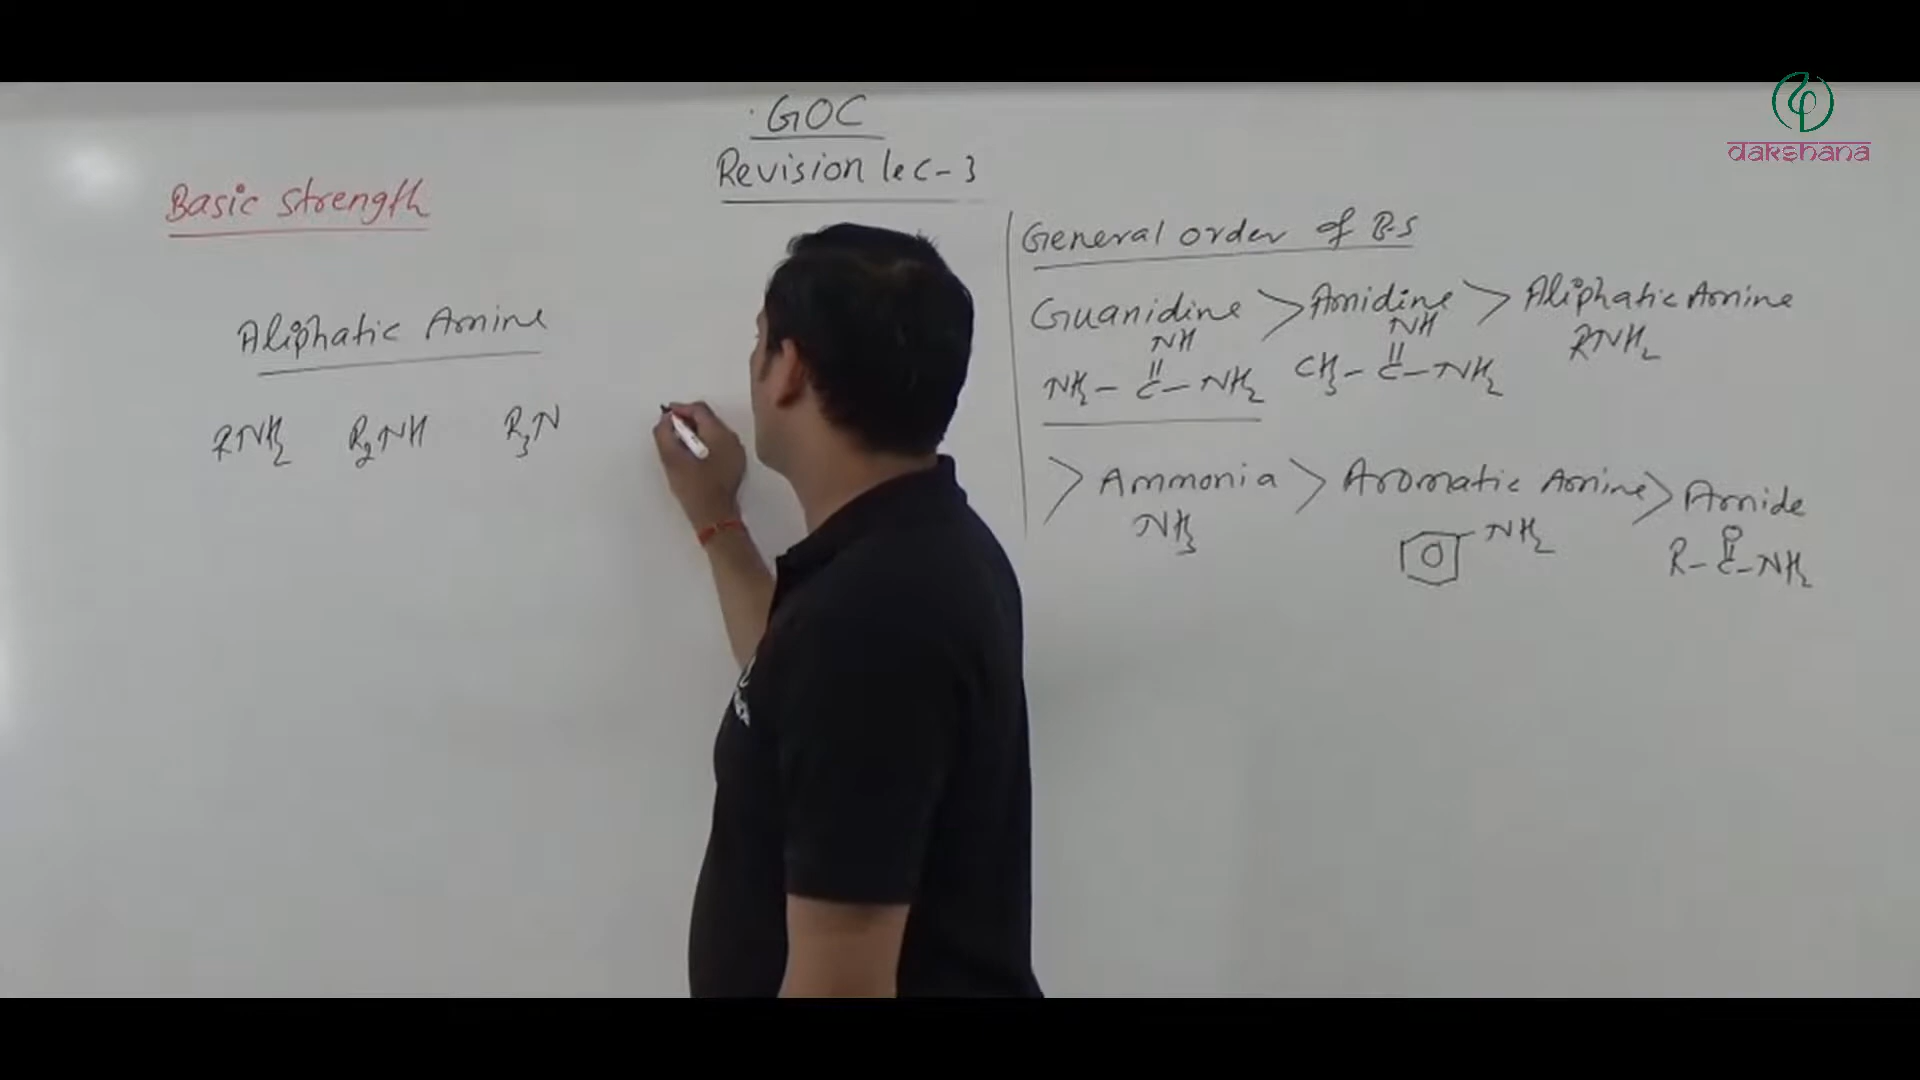 GOC
Revision lec-3
dakshana
Basic strength
Aliphatic Amine
RNH₂ R₂NH R₃N
General order of B.S
Guanidine > Amidine > Aliphatic Amine
NH NH RNH₂
NH₂ - C - NH₂ CH₃ - C - NH₂
> Ammonia > Aromatic Amine > Amide
NH₃ NH₂ O
R - C - NH₂